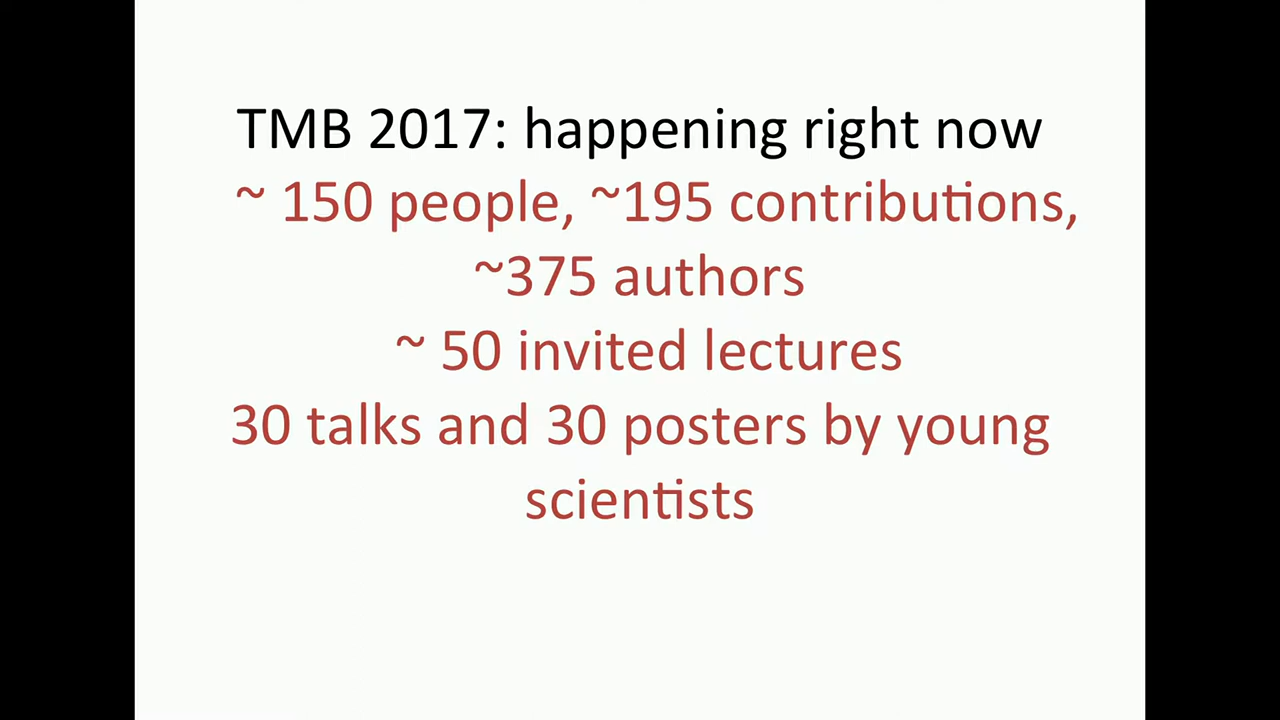 TMB 2017: happening right now
~ 150 people, ~195 contributions,
~375 authors
~ 50 invited lectures
30 talks and 30 posters by young
scientists